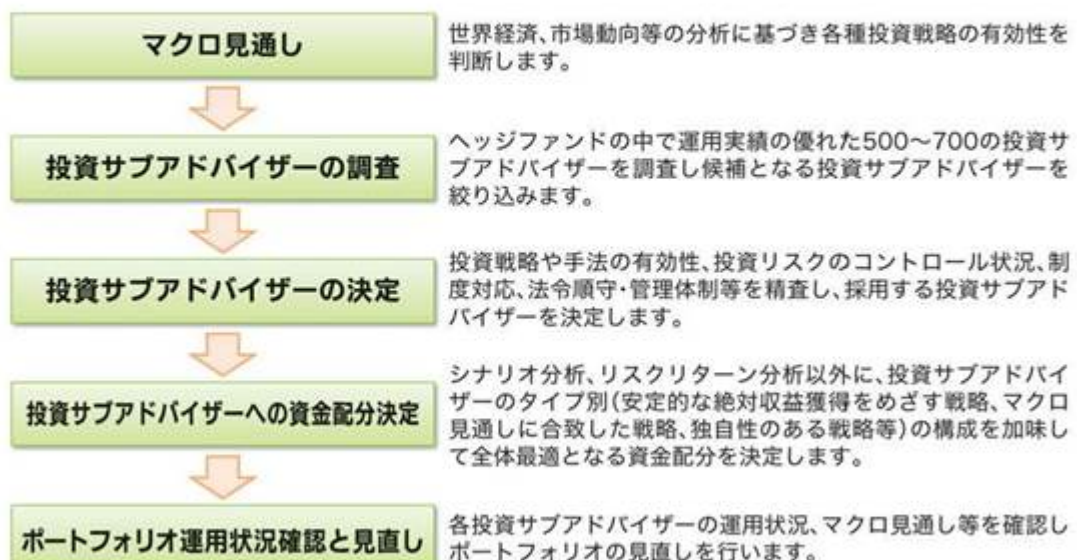 マクロ見通し
世界経済、市場動向等の分析に基づき各種投資戦略の有効性を
判断します。
投資サブアドバイザーの調査
ヘッジファンドの中で運用実績の優れた500〜700の投資サ
ブアドバイザーを調査し候補となる投資サブアドバイザーを
絞り込みます。
投資サブアドバイザーの決定
投資戦略や手法の有効性、投資リスクのコントロール状況、制
度対応、法令順守・管理体制等を精査し、採用する投資サブアド
バイザーを決定します。
投資サブアドバイザーへの資金配分決定
シナリオ分析、リスクリターン分析以外に、投資サブアドバイ
ザーのタイプ別(安定的な絶対収益獲得をめざす戦略、マクロ
見通しに合致した戦略、独自性のある戦略等)の構成を加味し
て全体最適となる資金配分を決定します。
ポートフォリオ運用状況確認と見直し
各投資サブアドバイザーの運用状況、マクロ見通し等を確認し
ポートフォリオの見直しを行います。